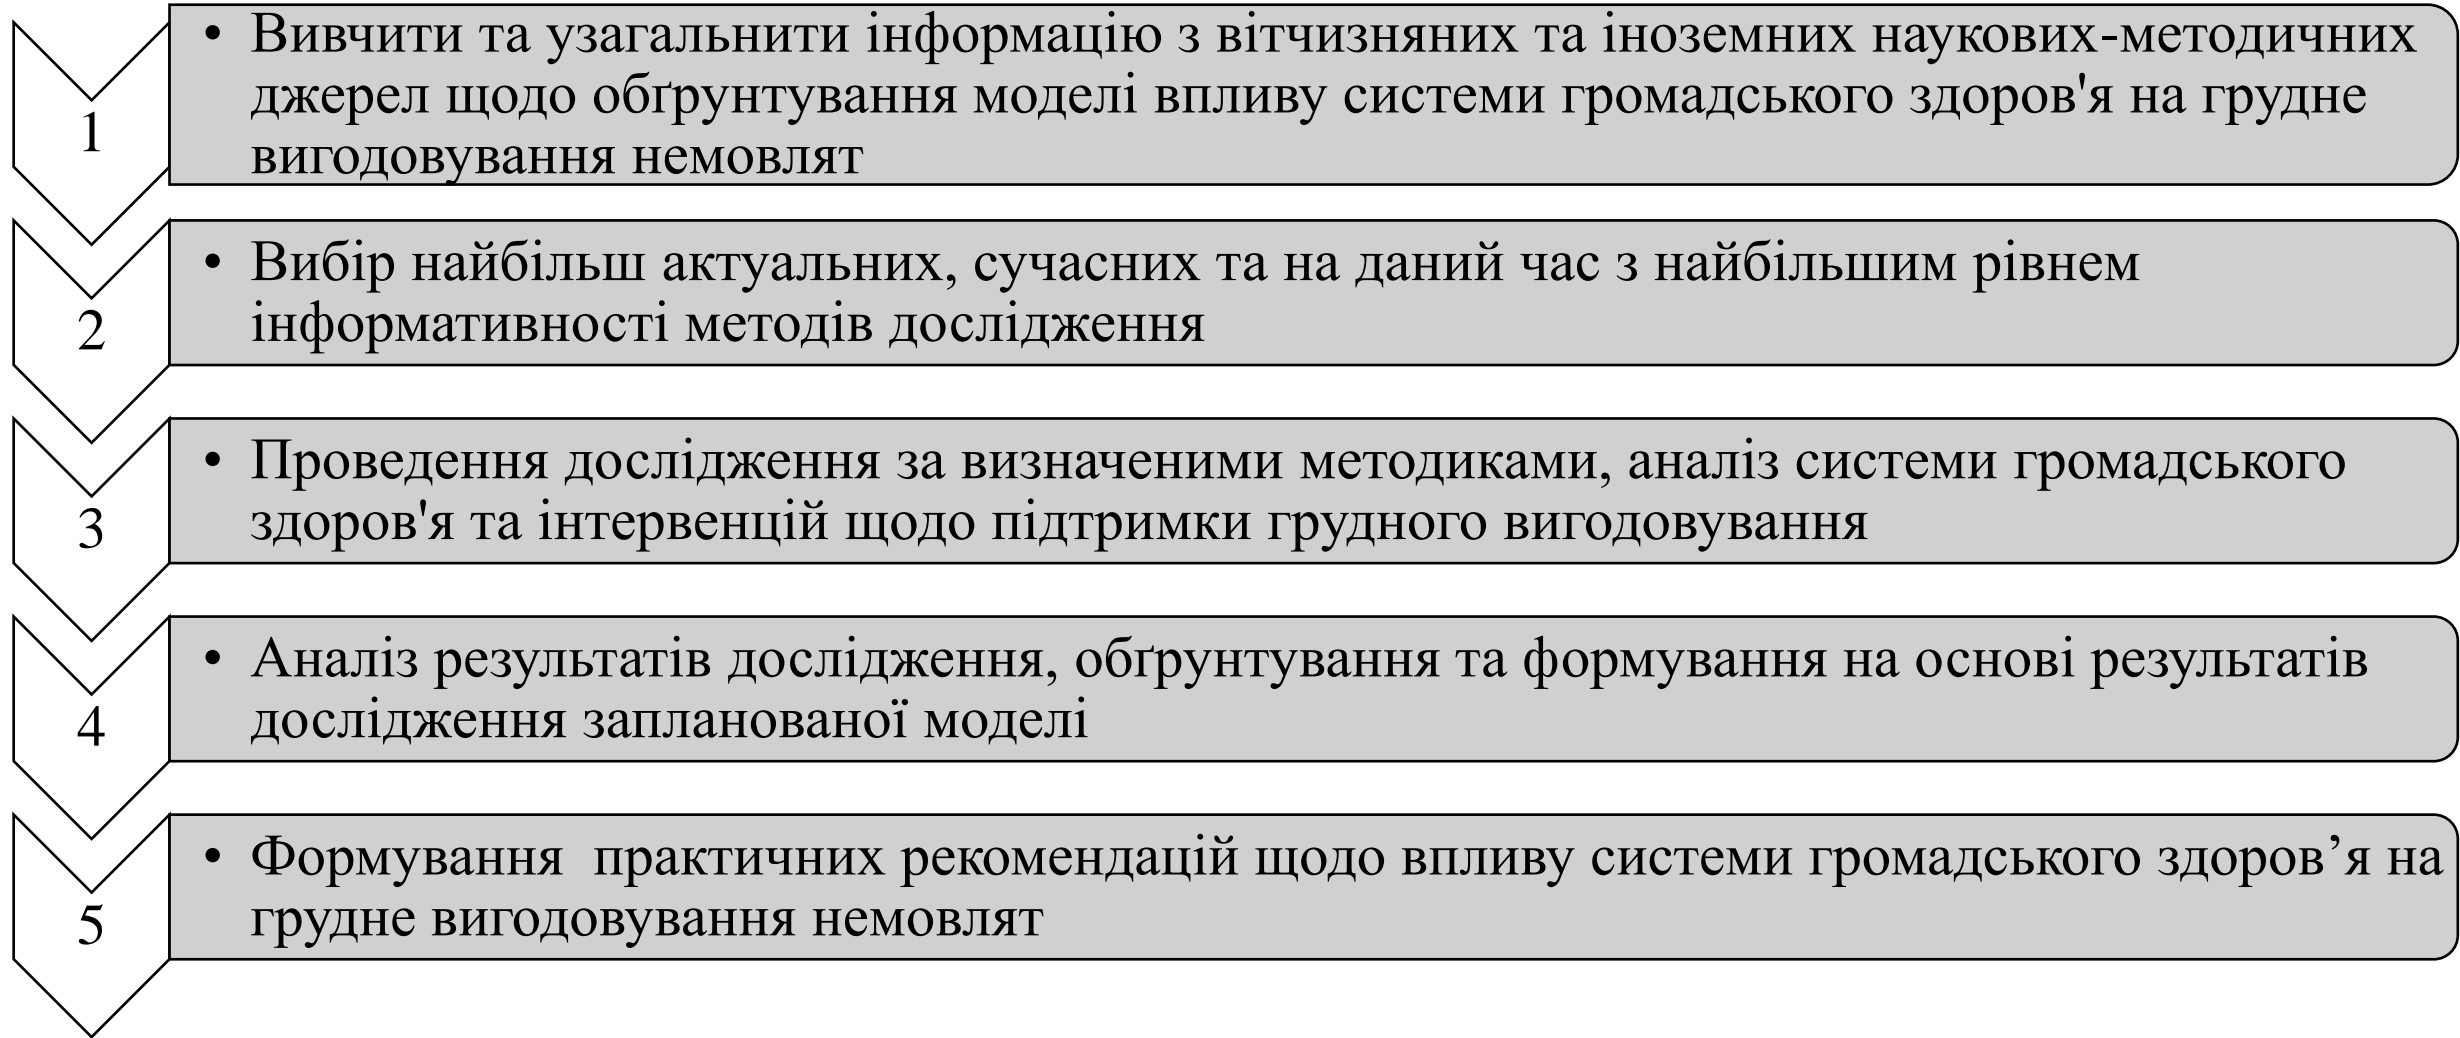 1
• Вивчити та узагальнити інформацію з вітчизняних та іноземних наукових-методичних
джерел щодо обґрунтування моделі впливу системи громадського здоров'я на грудне
вигодовування немовлят
2
• Вибір найбільш актуальних, сучасних та на даний час з найбільшим рівнем
інформативності методів дослідження
3
• Проведення дослідження за визначеними методиками, аналіз системи громадського
здоров'я та інтервенцій щодо підтримки грудного вигодовування
4
• Аналіз результатів дослідження, обґрунтування та формування на основі результатів
дослідження запланованої моделі
5
• Формування  практичних рекомендацій щодо впливу системи громадського здоров’я на
грудне вигодовування немовлят